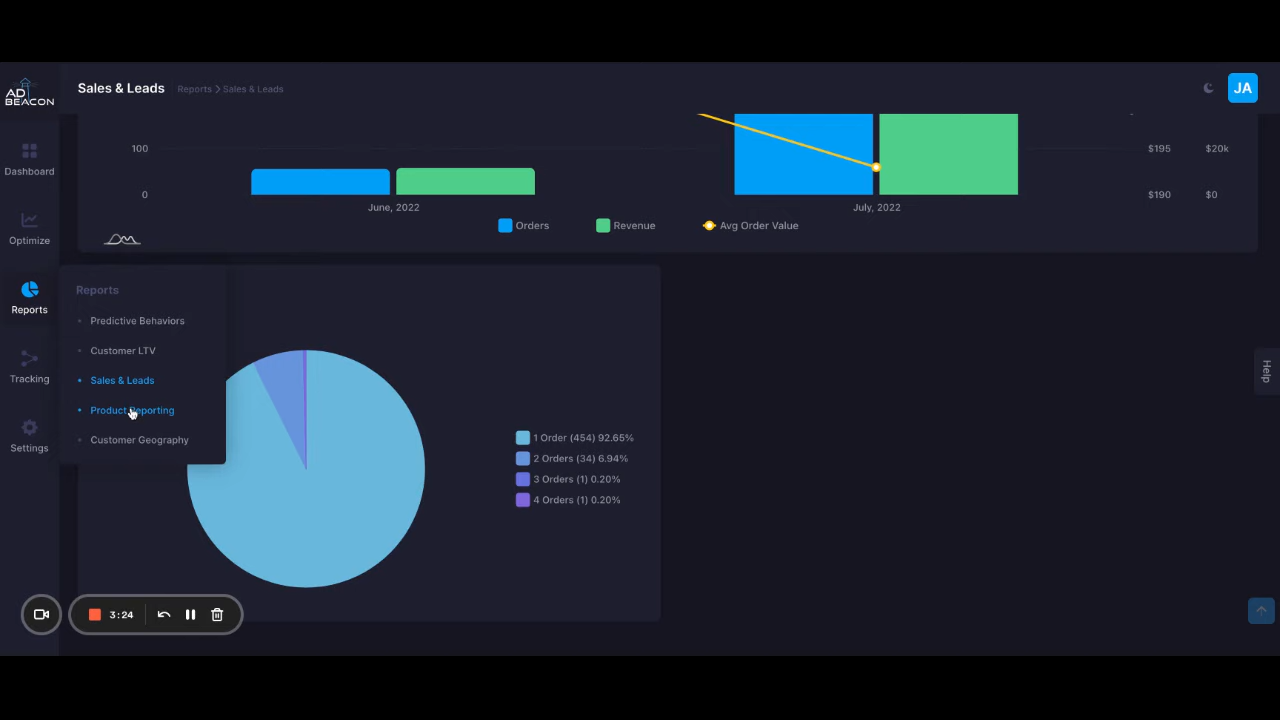 AD
BEACON
Sales & Leads
Reports > Sales & Leads
JA
Dashboard
Optimize
Reports
Tracking
Settings
100
0
June, 2022
July, 2022
$195
$20k
$190
$0
Orders
Revenue
Avg Order Value
Reports
Predictive Behaviors
Customer LTV
Sales & Leads
Product Reporting
Customer Geography
1 Order (454) 92.65%
2 Orders (34) 6.94%
3 Orders (1) 0.20%
4 Orders (1) 0.20%
Help
3:24